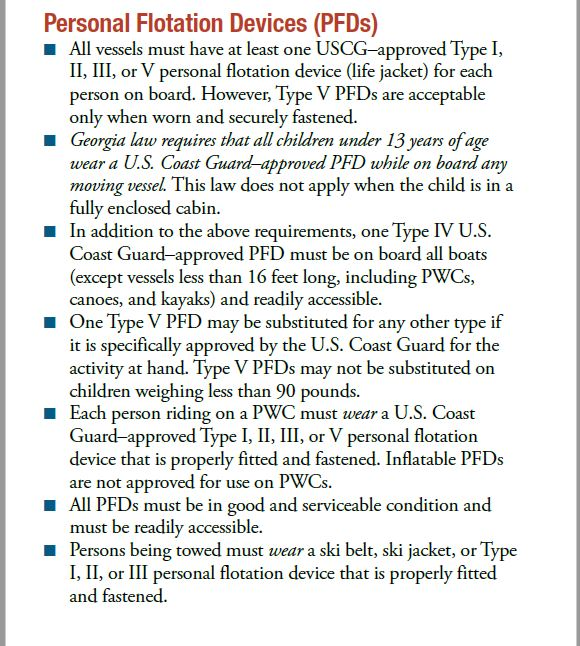 Personal Flotation Devices (PFDs)
■ All vessels must have at least one USCG–approved Type I,
II, III, or V personal flotation device (life jacket) for each
person on board. However, Type V PFDs are acceptable
only when worn and securely fastened.
■ Georgia law requires that all children under 13 years of age
wear a U.S. Coast Guard–approved PFD while on board any
moving vessel. This law does not apply when the child is in a
fully enclosed cabin.
■ In addition to the above requirements, one Type IV U.S.
Coast Guard–approved PFD must be on board all boats
(except vessels less than 16 feet long, including PWCs,
canoes, and kayaks) and readily accessible.
■ One Type V PFD may be substituted for any other type if
it is specifically approved by the U.S. Coast Guard for the
activity at hand. Type V PFDs may not be substituted on
children weighing less than 90 pounds.
■ Each person riding on a PWC must wear a U.S. Coast
Guard–approved Type I, II, III, or V personal flotation
device that is properly fitted and fastened. Inflatable PFDs
are not approved for use on PWCs.
■ All PFDs must be in good and serviceable condition and
must be readily accessible.
■ Persons being towed must wear a ski belt, ski jacket, or Type
I, II, or III personal flotation device that is properly fitted
and fastened.